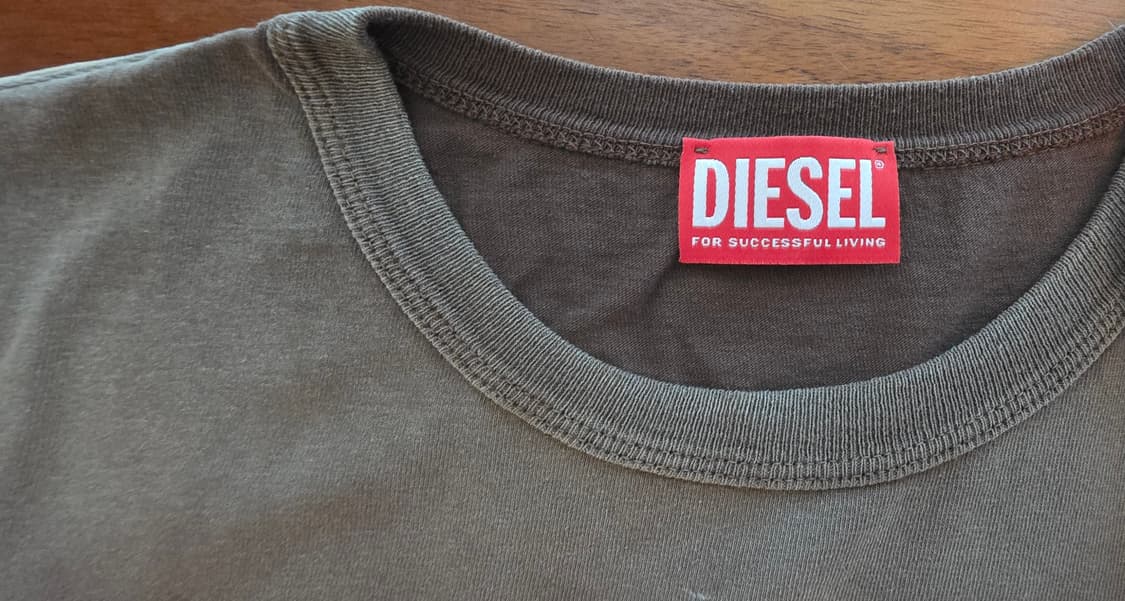 DIESEL®
FOR SUCCESSFUL LIVING